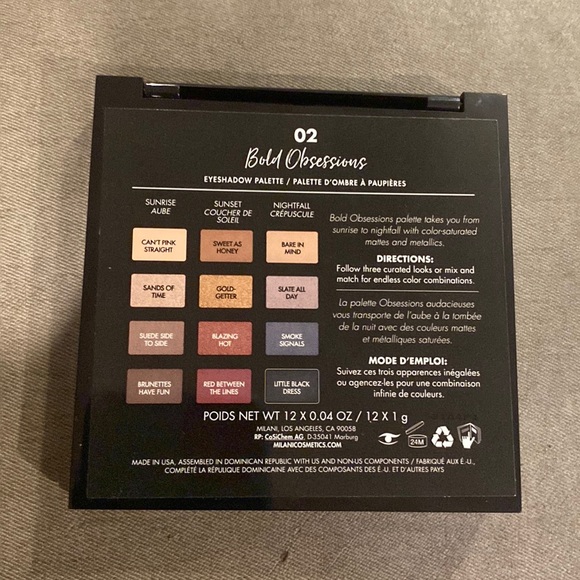 02
Bold Obsessions
EYESHADOW PALETTE / PALETTE D'OMBRE À PAUPIÈRES
SUNRISE
AUBE
SUNSET
COUCHER DE
SOLEIL
NIGHTFALL
CRÉPUSCULE
CAN'T PINK
STRAIGHT
SWEET AS
HONEY
BARE IN
MIND
SANDS OF
TIME
GOLD-
GETTER
SLATE ALL
DAY
SUEDE SIDE
TO SIDE
BLAZING
HOT
SMOKE
SIGNALS
BRUNETTES
HAVE FUN
RED BETWEEN
THE LINES
LITTLE BLACK
DRESS
Bold Obsessions palette takes you from
sunrise to nightfall with color-saturated
mattes and metallics.
DIRECTIONS:
Follow three curated looks or mix and
match for endless color combinations.
La palette Obsessions audacieuses
vous transporte de l'aube à la tombée
de la nuit avec des couleurs mattes
et métalliques saturées.
MODE D'EMPLOI:
Suivez ces trois apparences inégalées
ou agencez-les pour une combinaison
infinie de couleurs.
POIDS NET WT 12 X 0.04 OZ / 12 X 1 g
MILANI, LOS ANGELES, CA 90058
RP: CoSiChem AG, D-35041 Marburg
MILANICOSMETICS.COM
24M
MADE IN USA, ASSEMBLED IN DOMINICAN REPUBLIC WITH US AND NON-US COMPONENTS / FABRIQUÉ AUX É.-U.,
COMPLÉTÉ LA RÉPULIQUE DOMINICAINE AVEC DES COMPOSANTS DES É.-U. ET D'AUTRES PAYS